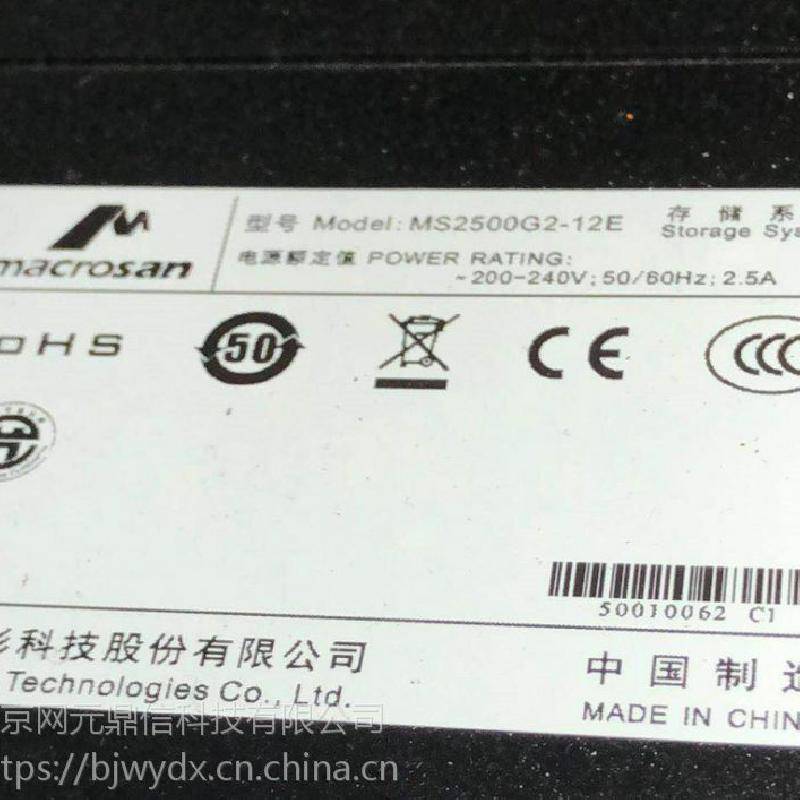 型号 Model: MS2500G2-12E 存储系
macrosan Storage Sys
电源额定值 POWER RATING:
~200-240V; 50/60Hz; 2.5A
oHS 50 CE CCC
50010062 C1
科技股份有限公司 中国制造
Technologies Co., Ltd. MADE IN CHIN
京网元鼎信科技有限公司
ttps://bjwydx.cn.china.cn